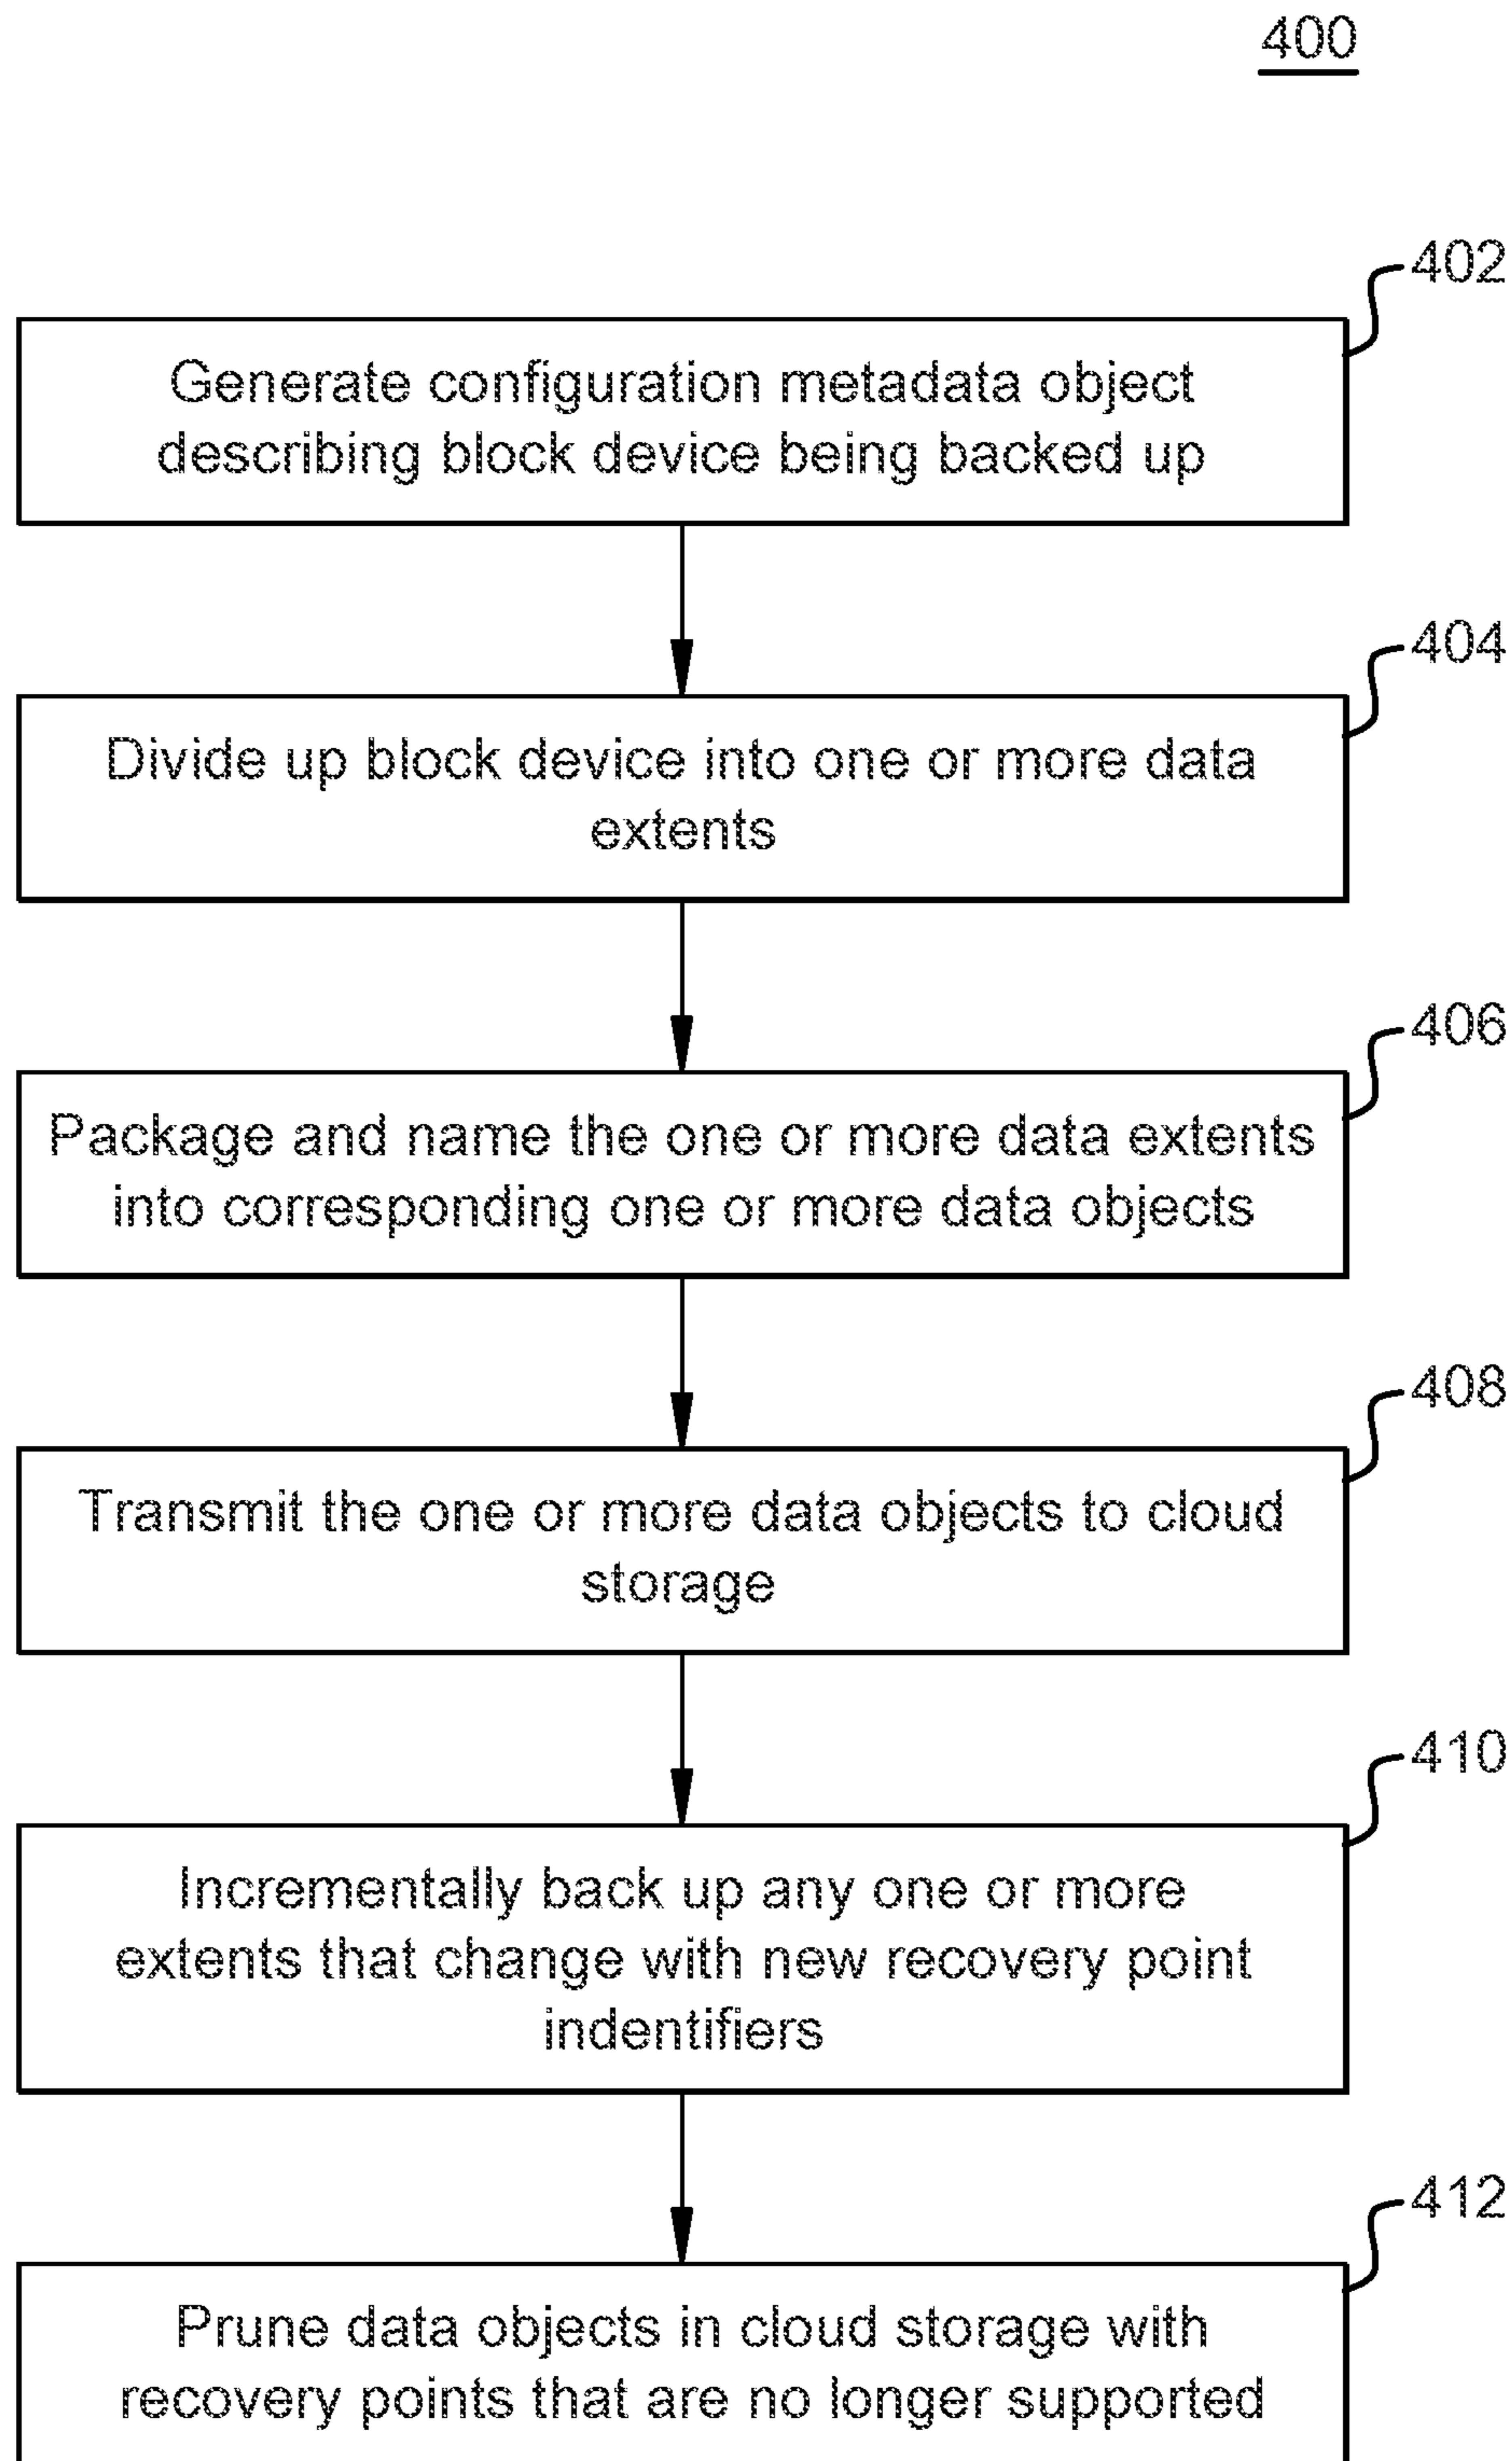 400
402
Generate configuration metadata object
describing block device being backed up
404
Divide up block device into one or more data
extents
406
Package and name the one or more data extents
into corresponding one or more data objects
408
Transmit the one or more data objects to cloud
storage
410
Incrementally back up any one or more
extents that change with new recovery point
indentifiers
412
Prune data objects in cloud storage with
recovery points that are no longer supported